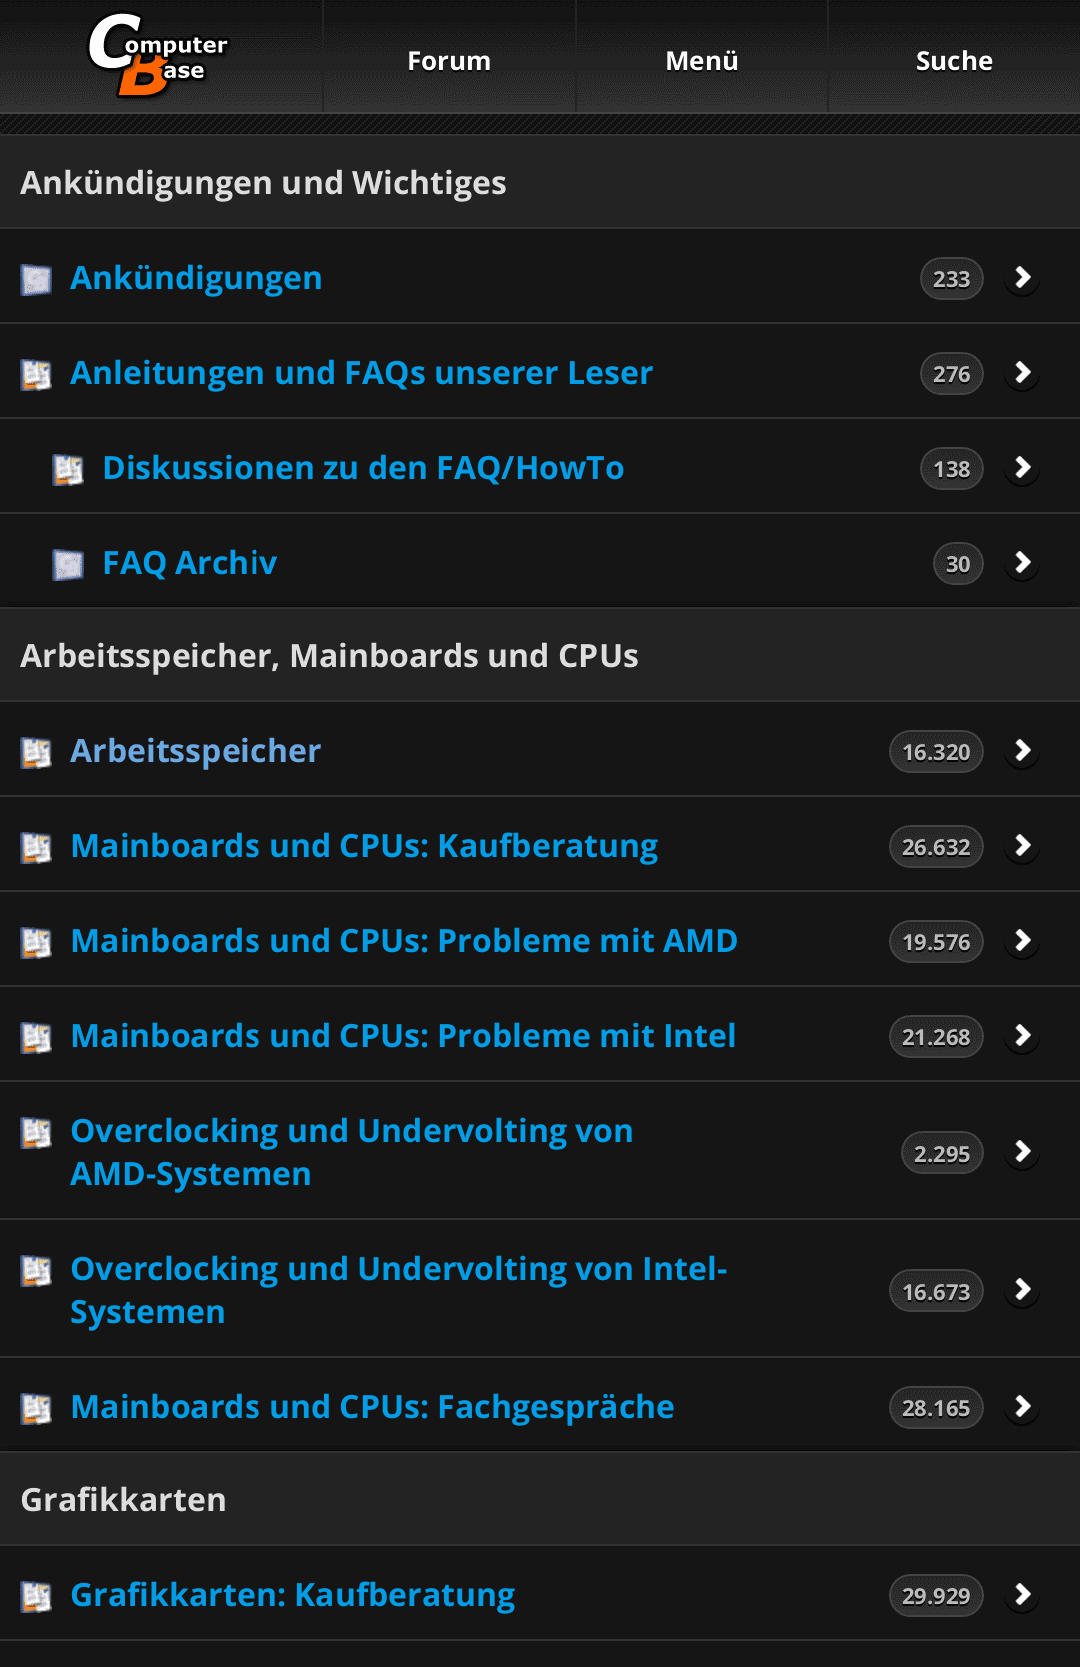 Computer
Base
Forum
Menü
Suche
Ankündigungen und Wichtiges
Ankündigungen 233
Anleitungen und FAQs unserer Leser 276
Diskussionen zu den FAQ/HowTo 138
FAQ Archiv 30
Arbeitsspeicher, Mainboards und CPUs
Arbeitsspeicher 16.320
Mainboards und CPUs: Kaufberatung 26.632
Mainboards und CPUs: Probleme mit AMD 19.576
Mainboards und CPUs: Probleme mit Intel 21.268
Overclocking und Undervolting von
AMD-Systemen 2.295
Overclocking und Undervolting von Intel-
Systemen 16.673
Mainboards und CPUs: Fachgespräche 28.165
Grafikkarten
Grafikkarten: Kaufberatung 29.929